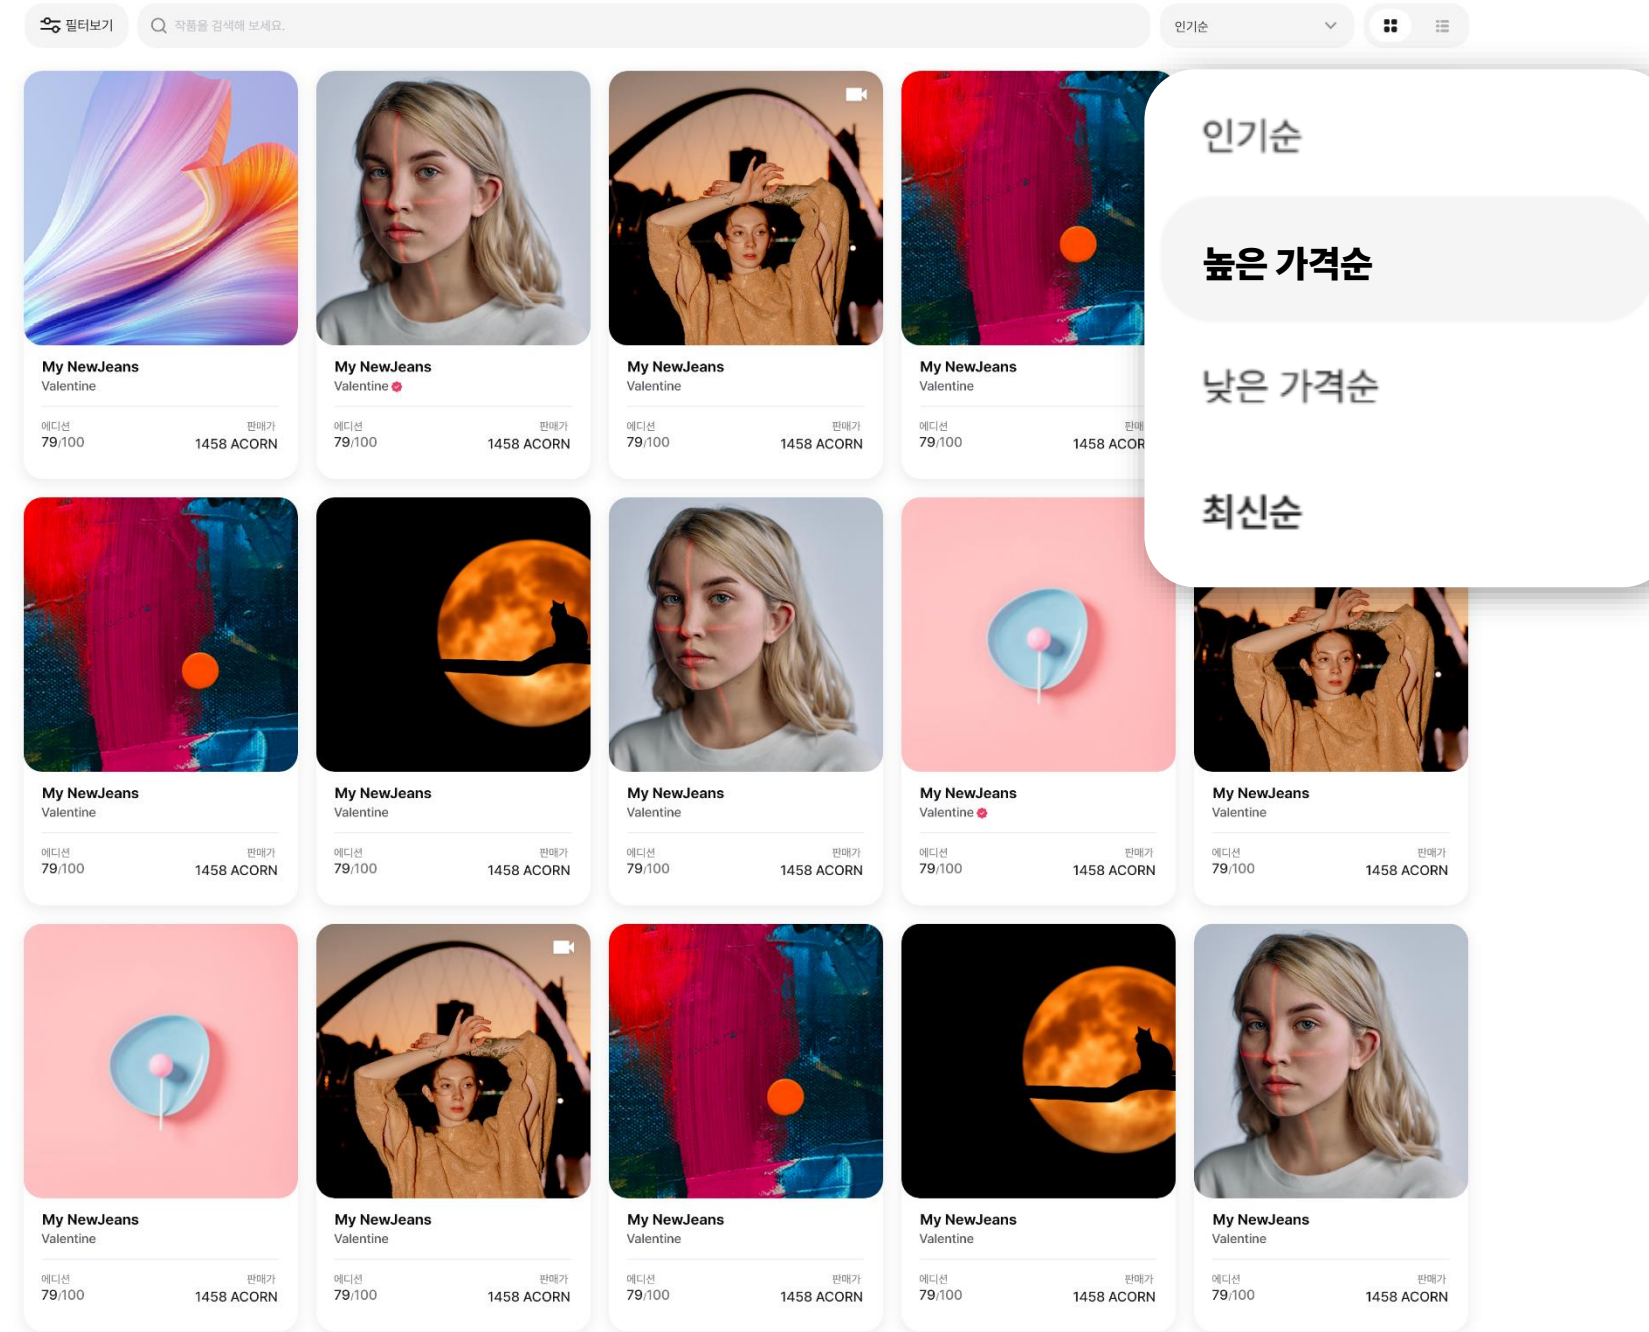 필터보기
작품을 검색해 보세요.
인기순
인기순
높은 가격순
낮은 가격순
최신순
My NewJeans
Valentine
에디션 판매가
79/100 1458 ACORN
My NewJeans
Valentine
에디션 판매가
79/100 1458 ACORN
My NewJeans
Valentine
에디션 판매가
79/100 1458 ACORN
My NewJeans
Valentine
에디션
79/100 1458
My NewJeans
Valentine
에디션 판매가
79/100 1458 ACORN
My NewJeans
Valentine
에디션 판매가
79/100 1458 ACORN
My NewJeans
Valentine
에디션 판매가
79/100 1458 ACORN
My NewJeans
Valentine
에디션 판매가
79/100 1458 ACORN
My NewJeans
Valentine
에디션 판매가
79/100 1458 ACORN
My NewJeans
Valentine
에디션 판매가
79/100 1458 ACORN
My NewJeans
Valentine
에디션 판매가
79/100 1458 ACORN
My NewJeans
Valentine
에디션 판매가
79/100 1458 ACORN
My NewJeans
Valentine
에디션 판매가
79/100 1458 ACORN
My NewJeans
Valentine
에디션 판매가
79/100 1458 ACORN